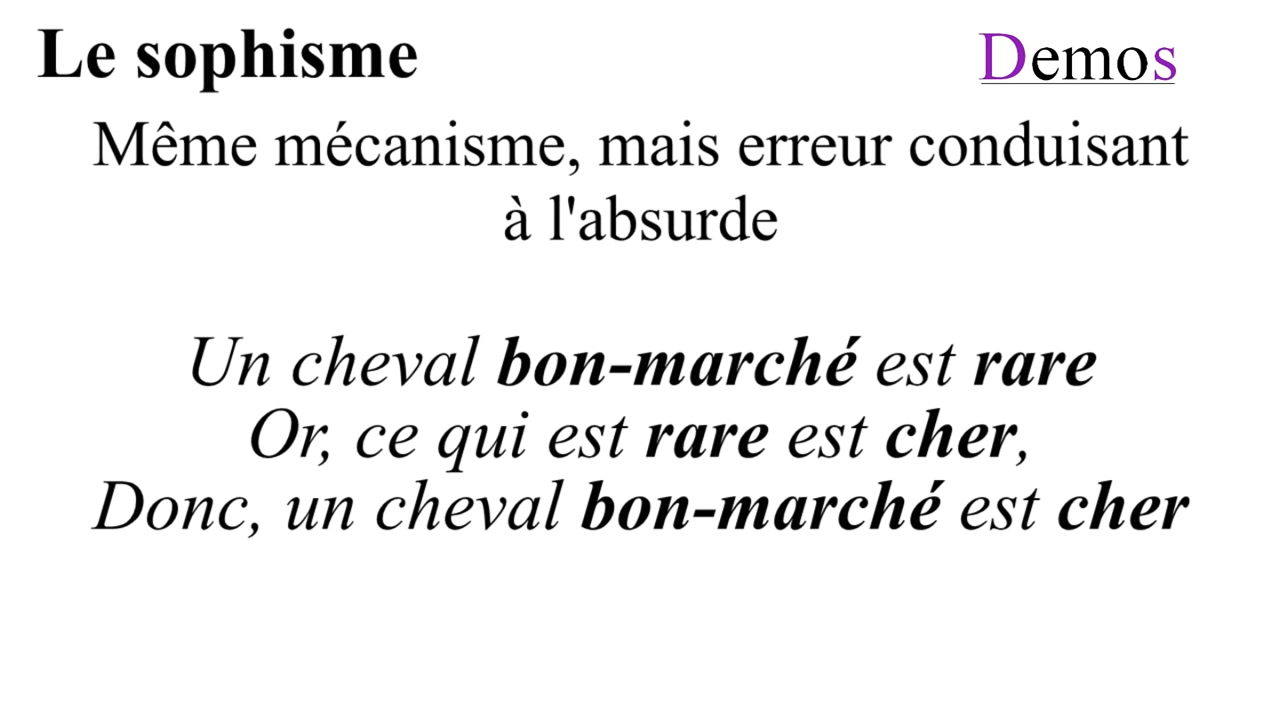 Le sophisme
Demos
Même mécanisme, mais erreur conduisant
à l'absurde
Un cheval bon-marché est rare
Or, ce qui est rare est cher,
Donc, un cheval bon-marché est cher